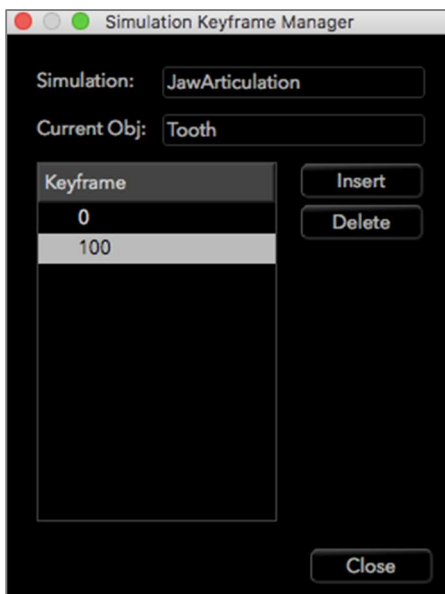 Simulation Keyframe Manager
Simulation: JawArticulation
Current Obj: Tooth
Keyframe Insert
0 Delete
100
Close